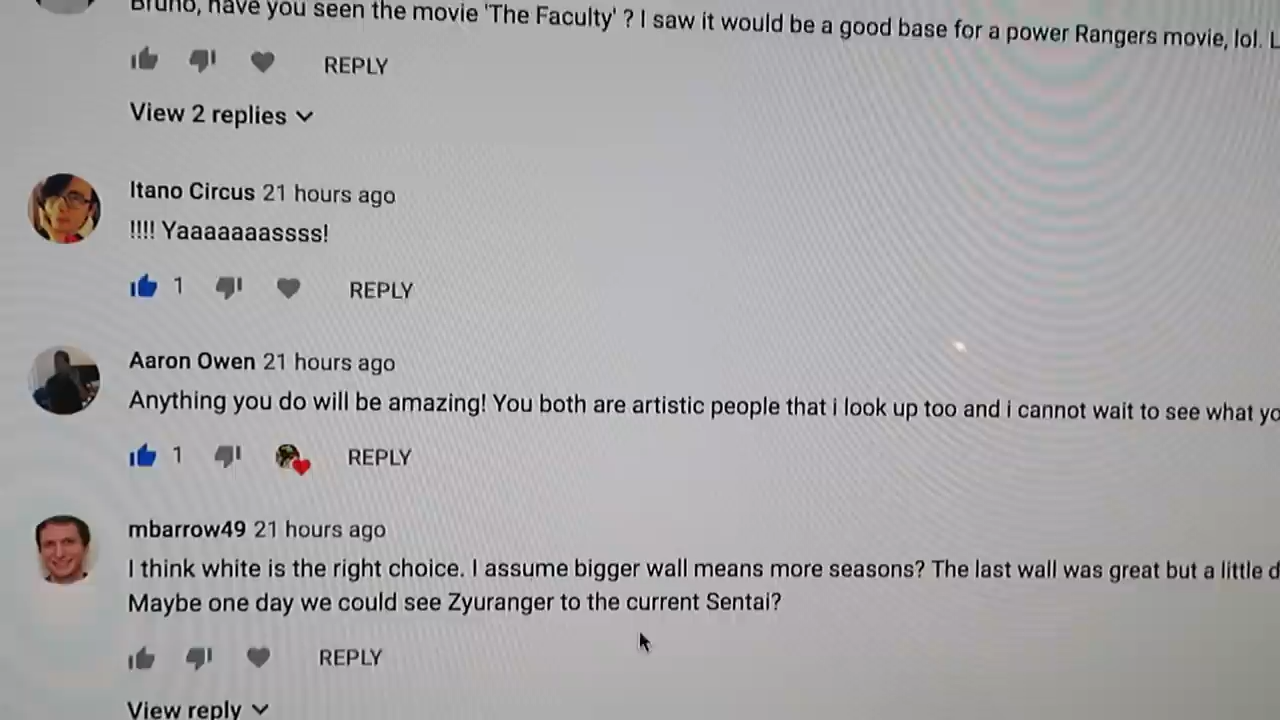 Bruno, have you seen the movie 'The Faculty' ? I saw it would be a good base for a power Rangers movie, lol.
REPLY
View 2 replies
Itano Circus 21 hours ago
!!!! Yaaaaaaassss!
1 REPLY
Aaron Owen 21 hours ago
Anything you do will be amazing! You both are artistic people that i look up too and i cannot wait to see what
1 REPLY
mbarrow49 21 hours ago
I think white is the right choice. I assume bigger wall means more seasons? The last wall was great but a little
Maybe one day we could see Zyuranger to the current Sentai?
REPLY
View reply